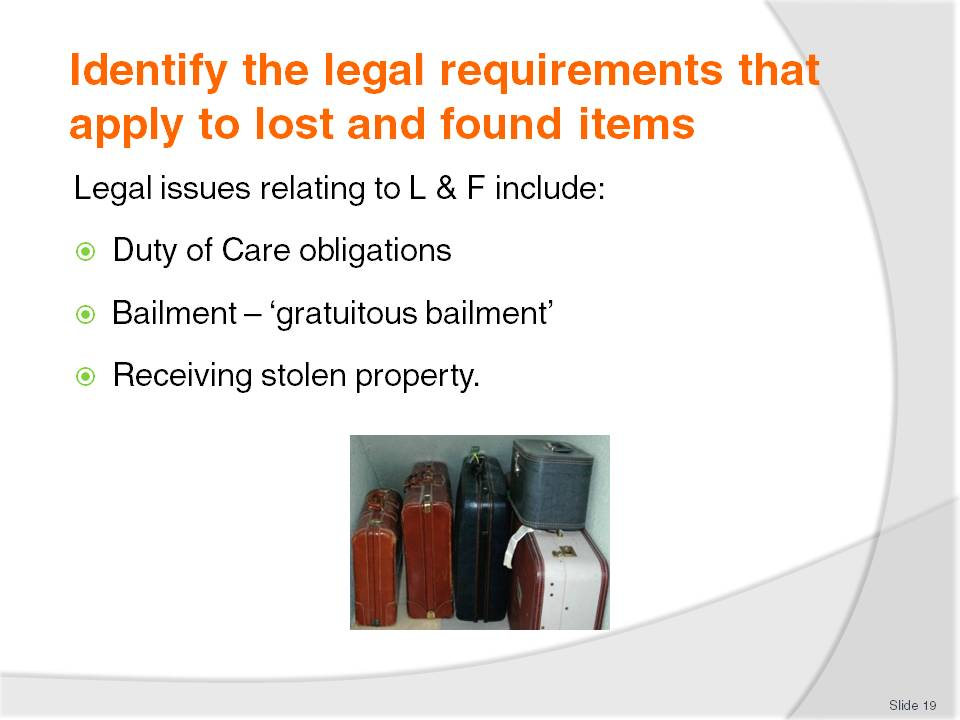 Identify the legal requirements that
apply to lost and found items
Legal issues relating to L & F include:
Duty of Care obligations
Bailment – ‘gratuitous bailment’
Receiving stolen property.
Slide 19